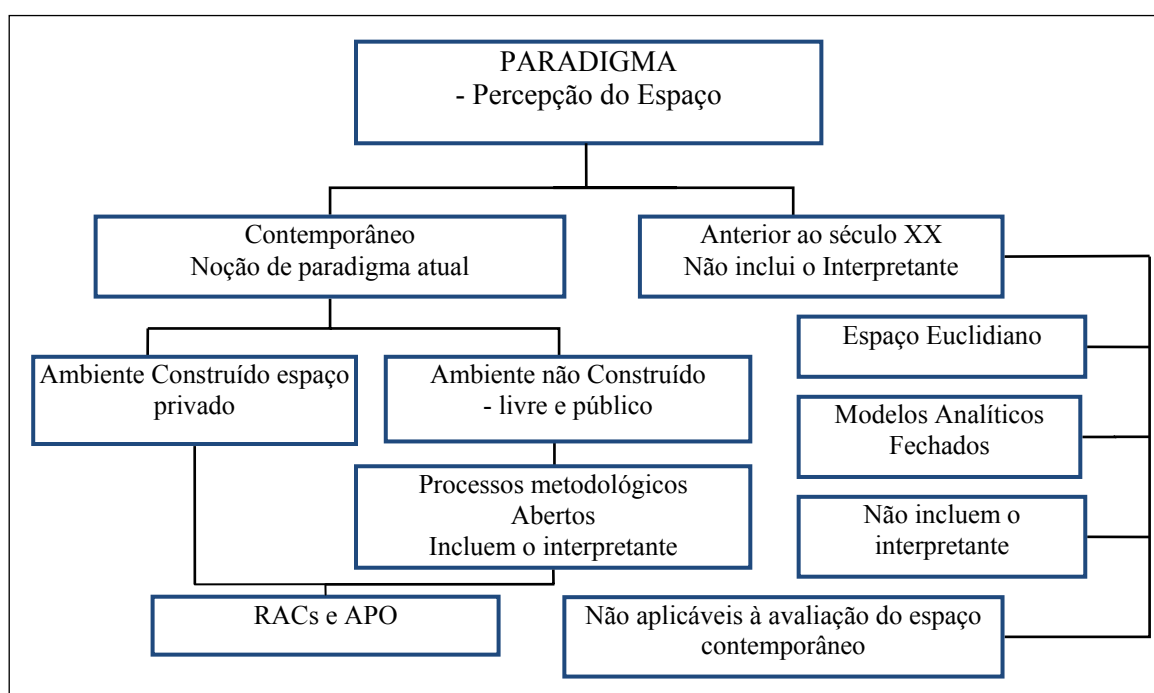 PARADIGMA
- Percepção do Espaço
Contemporâneo
Noção de paradigma atual
Anterior ao século XX
Não inclui o Interpretante
Ambiente Construído espaço
privado
Ambiente não Construído
- livre e público
Processos metodológicos
Abertos
Incluem o interpretante
RACs e APO
Espaço Euclidiano
Modelos Analíticos
Fechados
Não incluem o
interpretante
Não aplicáveis à avaliação do espaço
contemporâneo